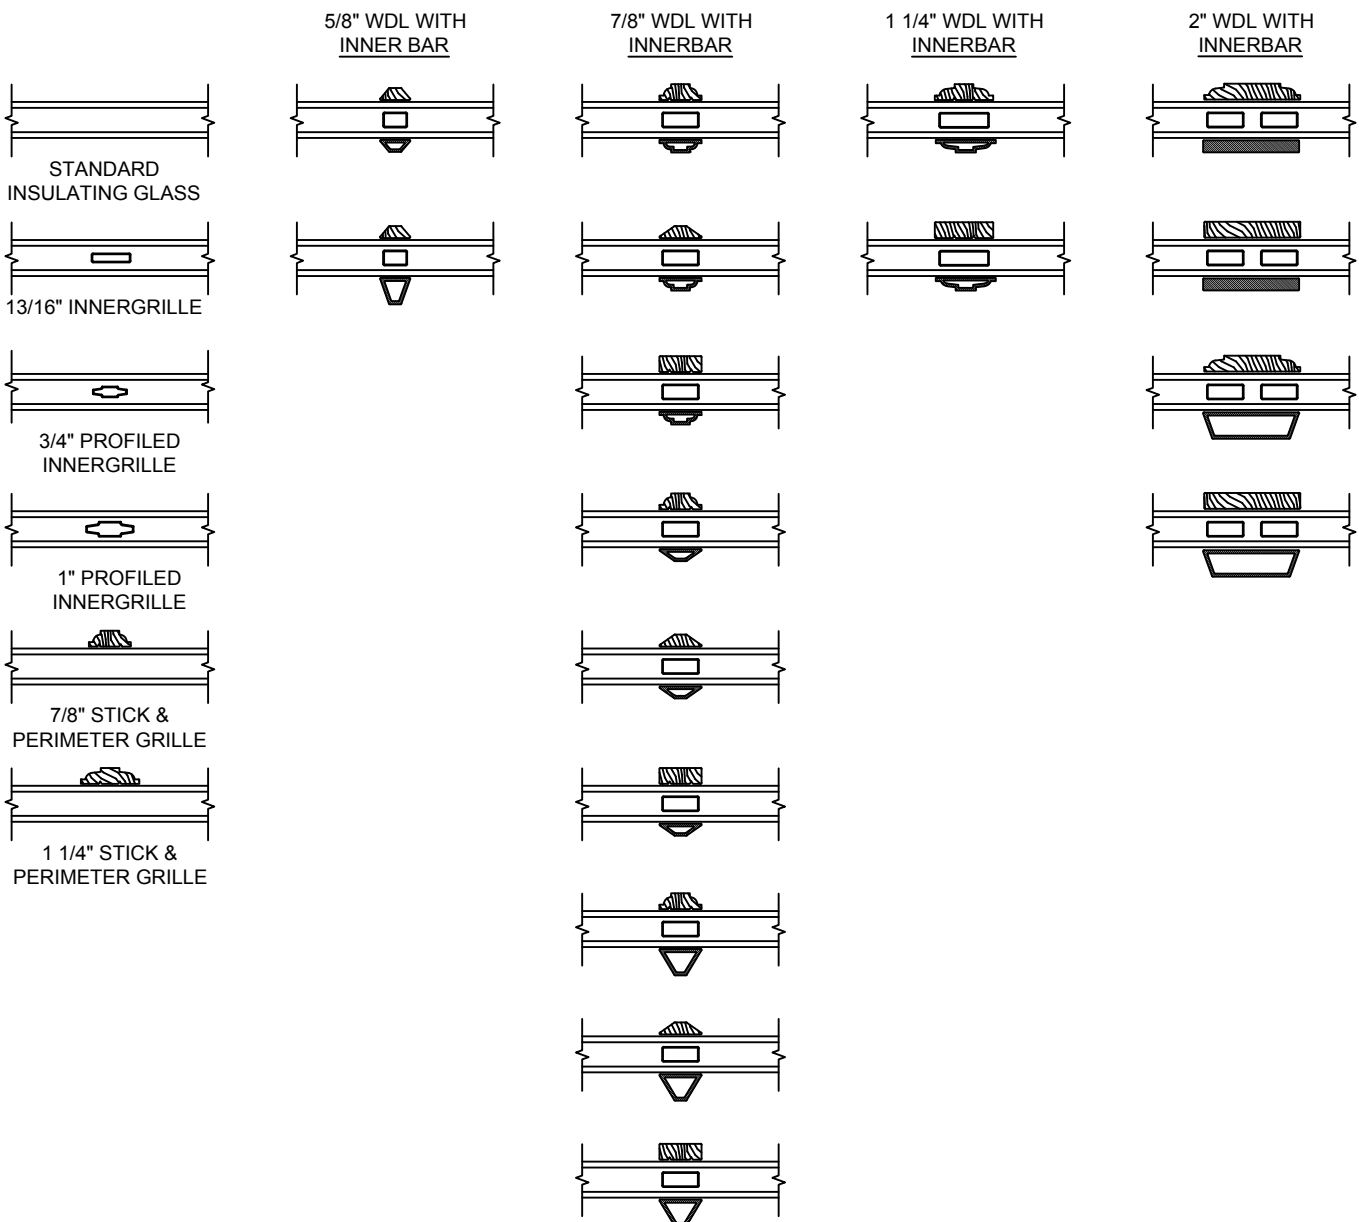 5/8" WDL WITH
INNER BAR
7/8" WDL WITH
INNERBAR
1 1/4" WDL WITH
INNERBAR
2" WDL WITH
INNERBAR
STANDARD
INSULATING GLASS
13/16" INNERGRILLE
3/4" PROFILED
INNERGRILLE
1" PROFILED
INNERGRILLE
7/8" STICK &
PERIMETER GRILLE
1 1/4" STICK &
PERIMETER GRILLE